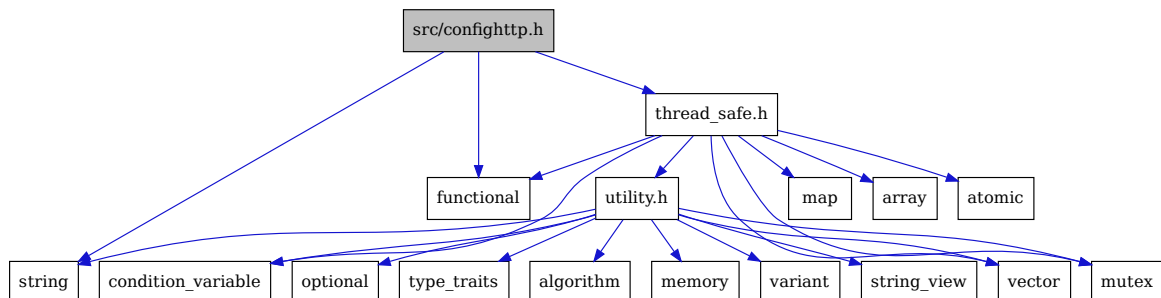 src/confighttp.h
thread_safe.h
functional
utility.h
map
array
atomic
string
condition_variable
optional
type_traits
algorithm
memory
variant
string_view
vector
mutex